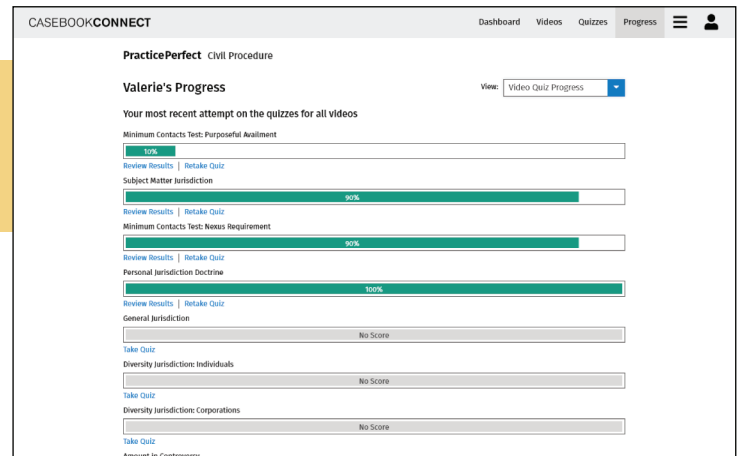 CASEBOOKCONNECT
Dashboard Videos Quizzes Progress
PracticePerfect Civil Procedure
Valerie's Progress
View: Video Quiz Progress
Your most recent attempt on the quizzes for all videos
Minimum Contacts Test: Purposeful Availment
10%
Review Results | Retake Quiz
Subject Matter Jurisdiction
90%
Review Results | Retake Quiz
Minimum Contacts Test: Nexus Requirement
90%
Review Results | Retake Quiz
Personal Jurisdiction Doctrine
100%
Review Results | Retake Quiz
General Jurisdiction
No Score
Take Quiz
Diversity Jurisdiction: Individuals
No Score
Take Quiz
Diversity Jurisdiction: Corporations
No Score
Take Quiz
Amount in Controversy